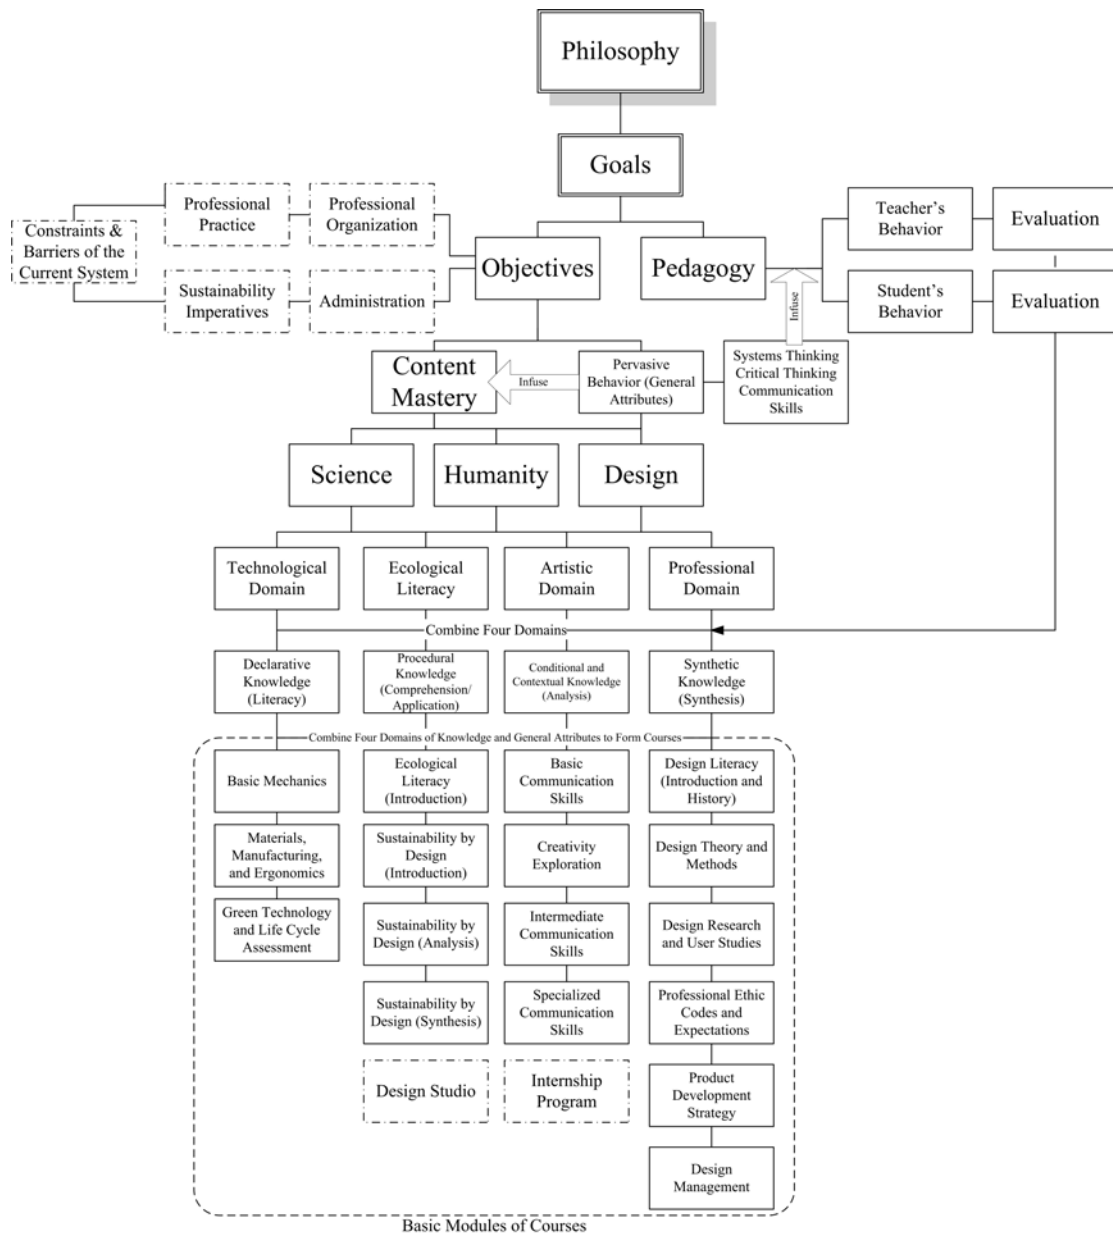 Philosophy
Goals
Professional
Practice
Professional
Organization
Constraints &
Barriers of the
Current System
Sustainability
Imperatives
Administration
Objectives
Pedagogy
Teacher's
Behavior
Evaluation
Student's
Behavior
Evaluation
Infuse
Content
Mastery
Infuse
Pervasive
Behavior (General
Attributes)
Systems Thinking
Critical Thinking
Communication
Skills
Science
Humanity
Design
Technological
Domain
Ecological
Literacy
Artistic
Domain
Professional
Domain
Combine Four Domains
Declarative
Knowledge
(Literacy)
Procedural
Knowledge
(Comprehension/
Application)
Conditional and
Contextual Knowledge
(Analysis)
Synthetic
Knowledge
(Synthesis)
Combine Four Domains of Knowledge and General Attributes to Form Courses
Basic Mechanics
Ecological
Literacy
(Introduction)
Basic
Communication
Skills
Design Literacy
(Introduction and
History)
Materials,
Manufacturing,
and Ergonomics
Sustainability by
Design
(Introduction)
Creativity
Exploration
Design Theory and
Methods
Green Technology
and Life Cycle
Assessment
Sustainability by
Design (Analysis)
Intermediate
Communication
Skills
Design Research
and User Studies
Sustainability by
Design (Synthesis)
Specialized
Communication
Skills
Professional Ethic
Codes and
Expectations
Design Studio
Internship
Program
Product
Development
Strategy
Design
Management
Basic Modules of Courses